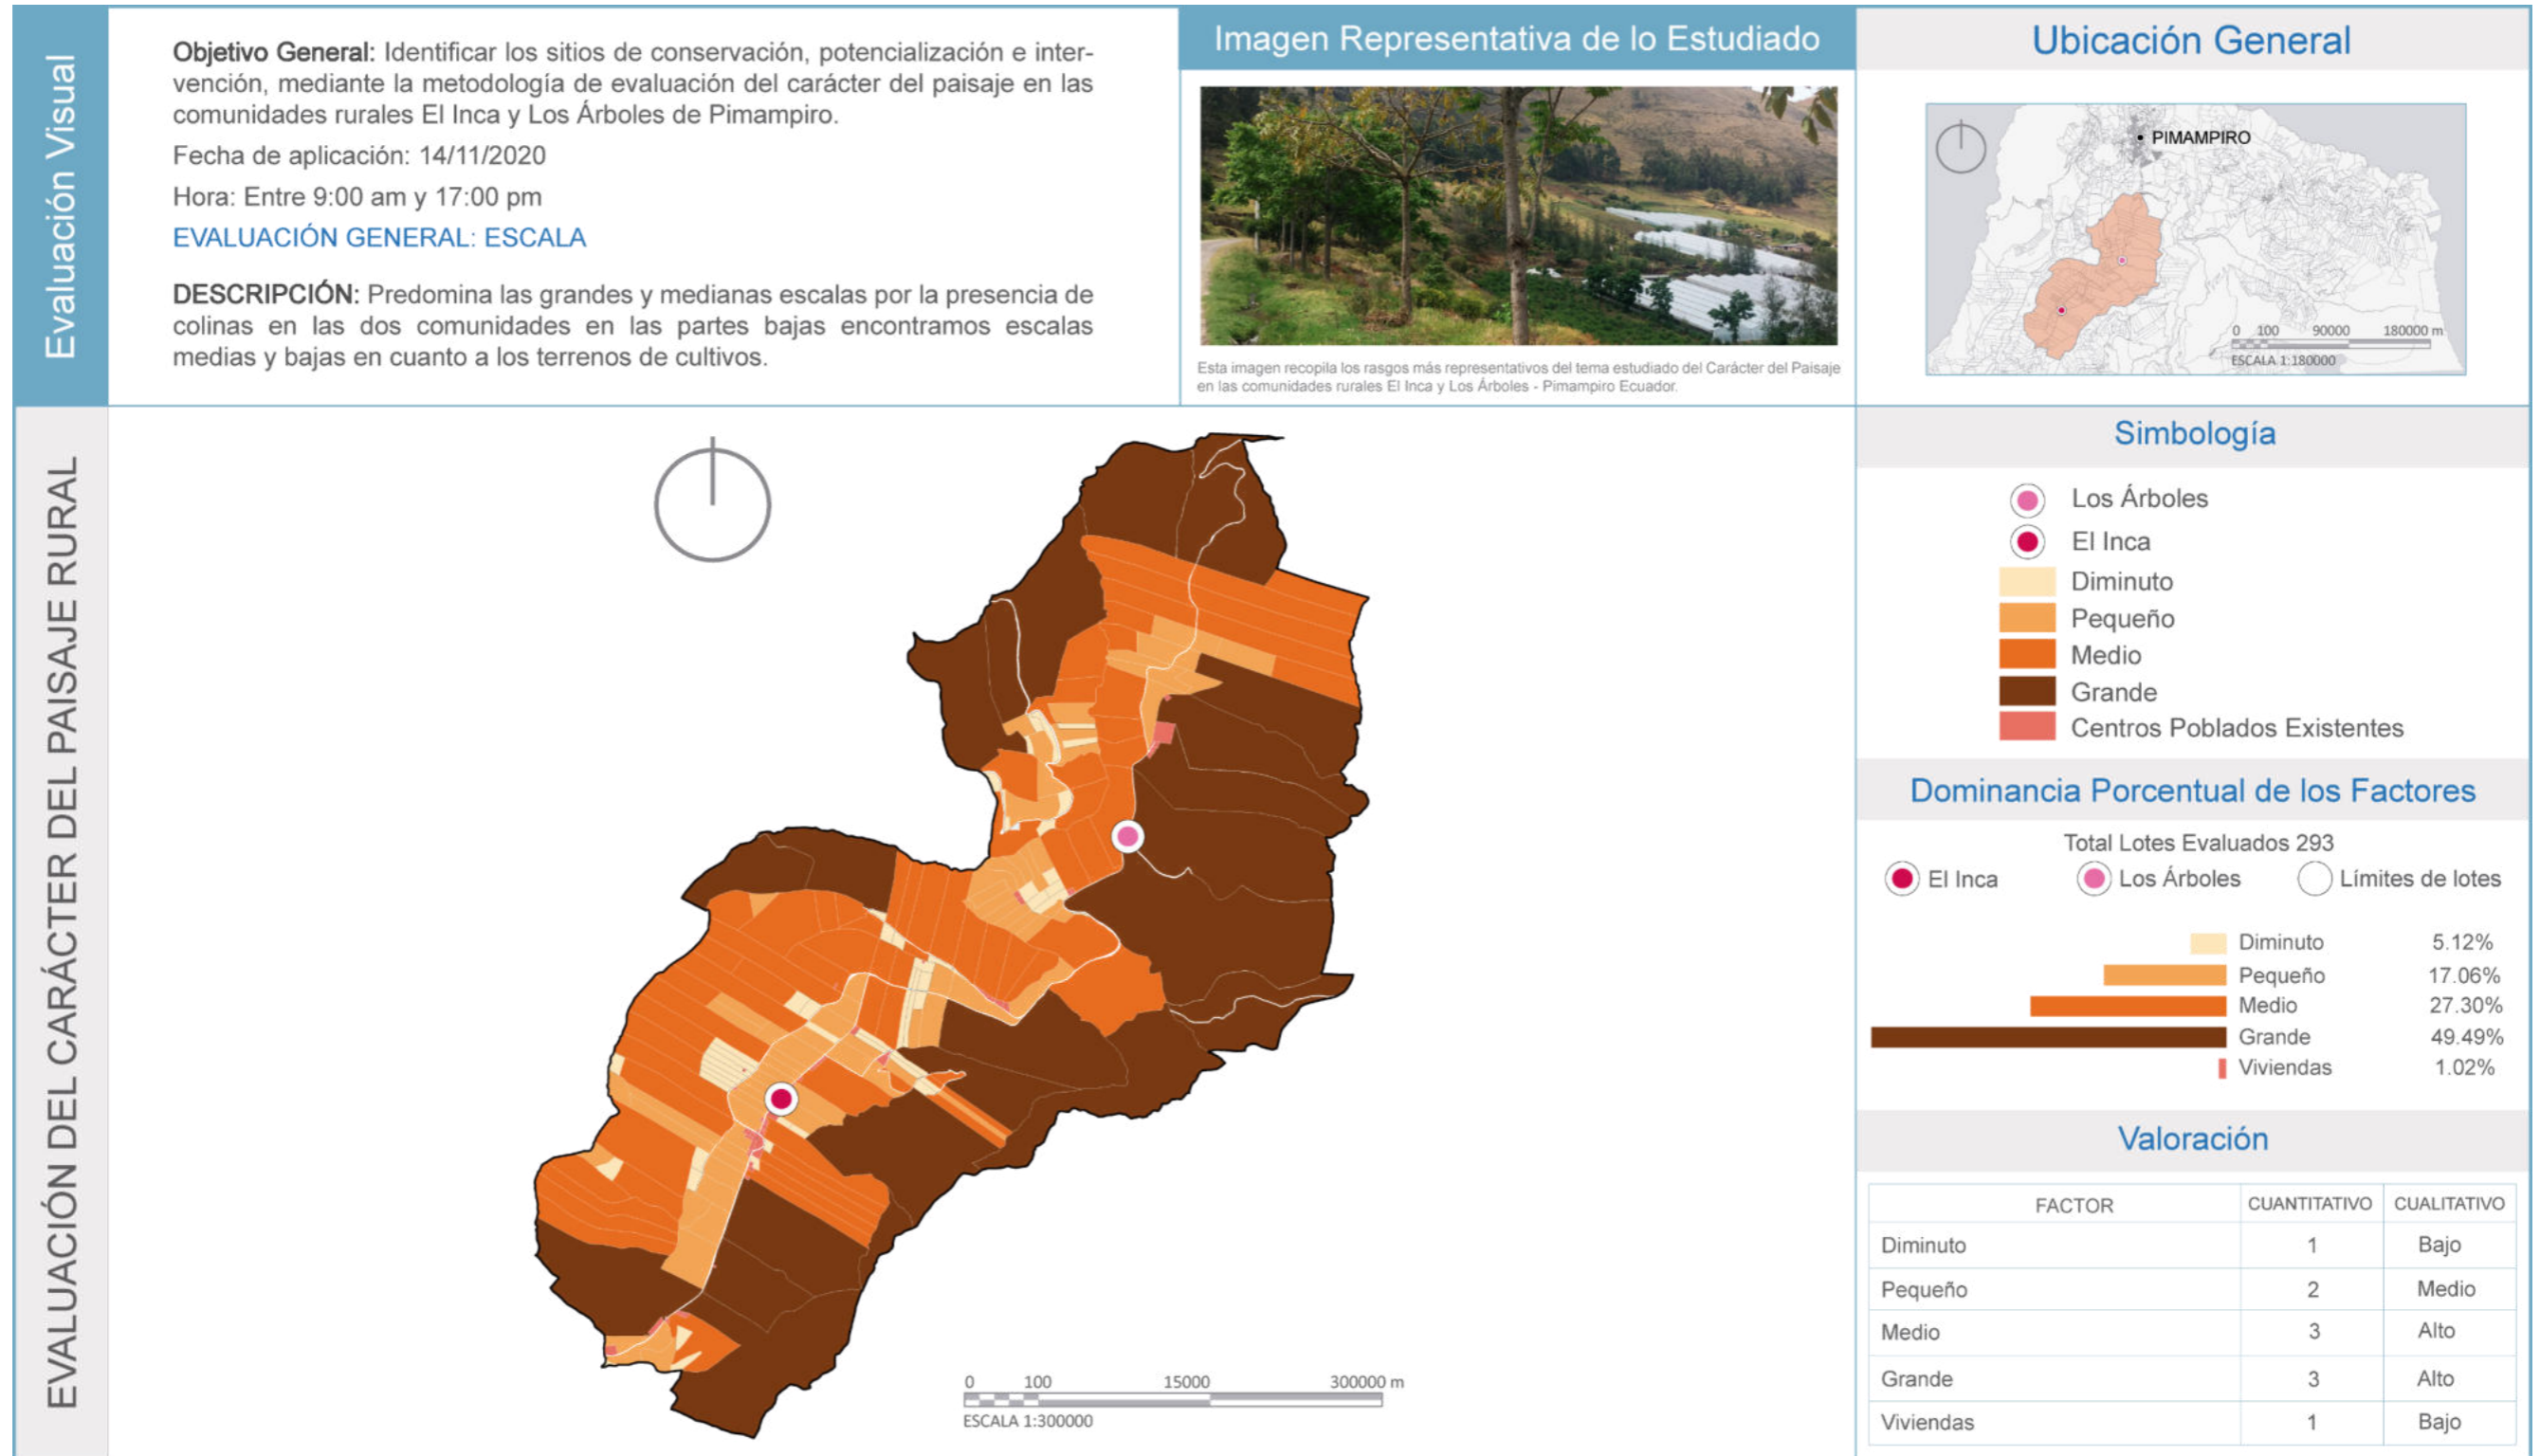 Evaluación Visual
Objetivo General: Identificar los sitios de conservación, potencialización e inter-
vención, mediante la metodología de evaluación del carácter del paisaje en las
comunidades rurales El Inca y Los Árboles de Pimampiro.
Fecha de aplicación: 14/11/2020
Hora: Entre 9:00 am y 17:00 pm
EVALUACIÓN GENERAL: ESCALA
DESCRIPCIÓN: Predomina las grandes y medianas escalas por la presencia de
colinas en las dos comunidades en las partes bajas encontramos escalas
medias y bajas en cuanto a los terrenos de cultivos.
Imagen Representativa de lo Estudiado
Esta imagen recopila los rasgos más representativos del tema estudiado del Carácter del Paisaje
en las comunidades rurales El Inca y Los Árboles - Pimampiro Ecuador.
Ubicación General
PIMAMPIRO
0 100 90000 180000 m
ESCALA 1:180000
EVALUACIÓN DEL CARÁCTER DEL PAISAJE RURAL
0 100 15000 300000 m
ESCALA 1:300000
Simbología
Los Árboles
El Inca
Diminuto
Pequeño
Medio
Grande
Centros Poblados Existentes
Dominancia Porcentual de los Factores
Total Lotes Evaluados 293
El Inca Los Árboles Límites de lotes
Diminuto 5.12%
Pequeño 17.06%
Medio 27.30%
Grande 49.49%
Viviendas 1.02%
Valoración
FACTOR CUANTITATIVO CUALITATIVO
Diminuto 1 Bajo
Pequeño 2 Medio
Medio 3 Alto
Grande 3 Alto
Viviendas 1 Bajo